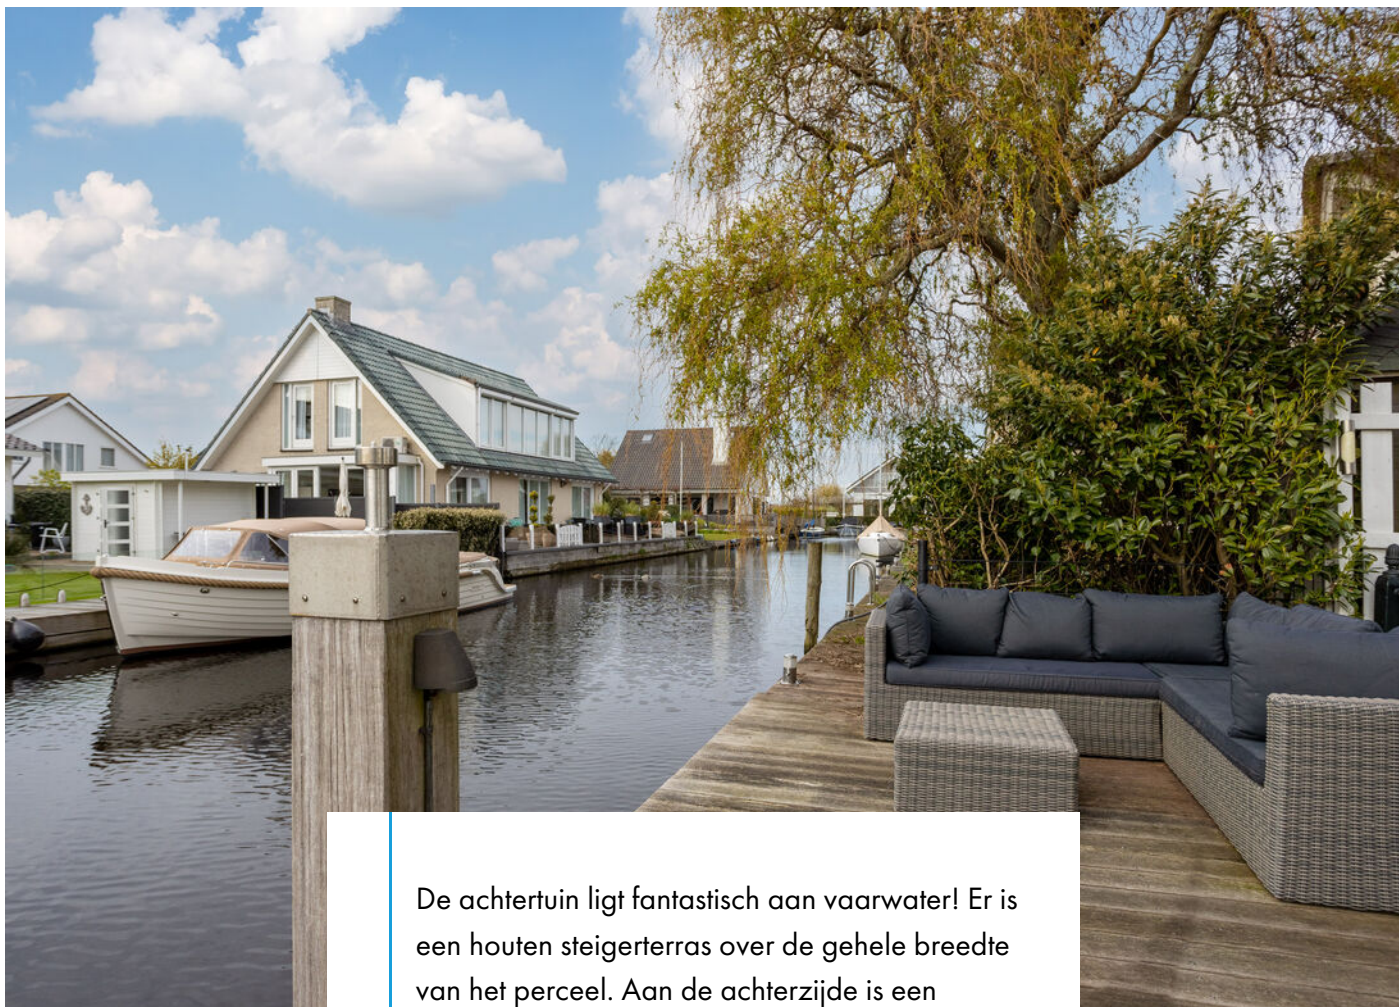 De achtertuin ligt fantastisch aan vaarwater! Er is
een houten steigerterras over de gehele breedte
van het perceel. Aan de achterzijde is een